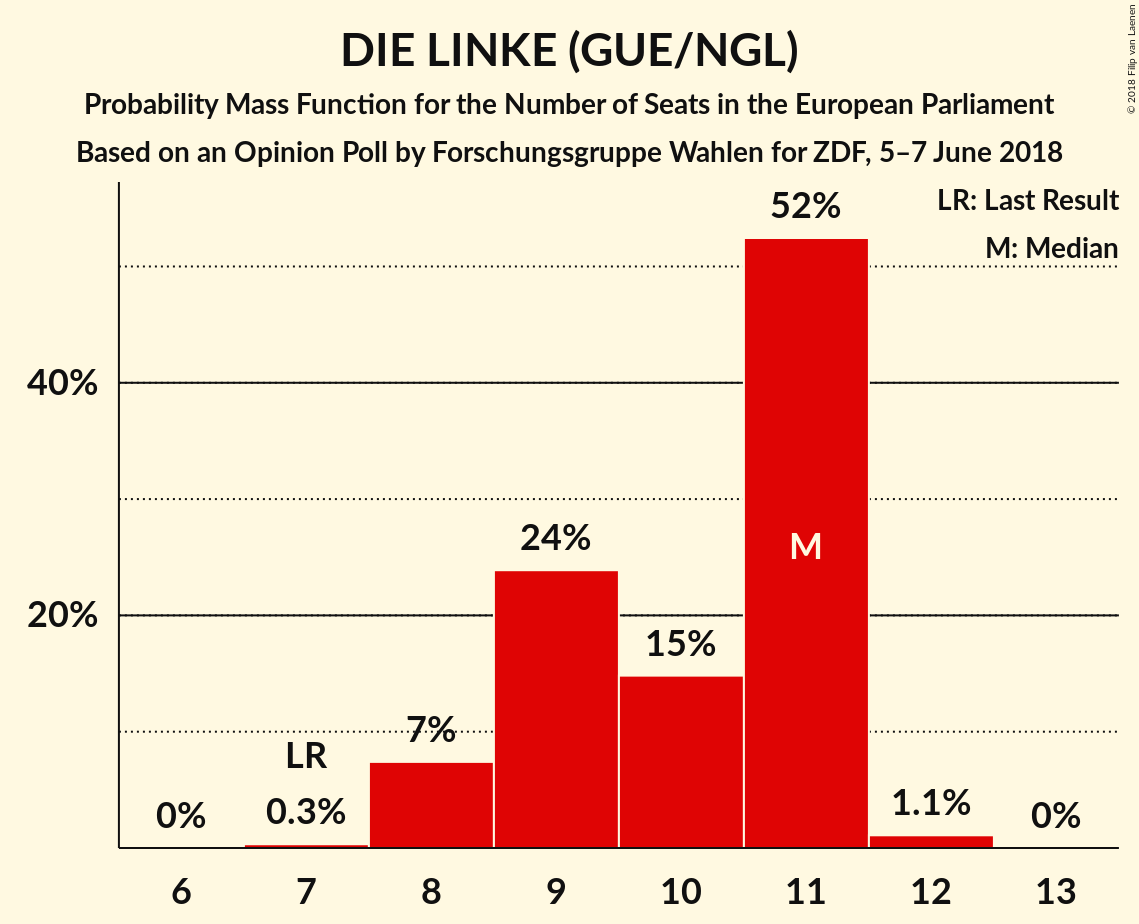 DIE LINKE (GUE/NGL)
Probability Mass Function for the Number of Seats in the European Parliament
Based on an Opinion Poll by Forschungsgruppe Wahlen for ZDF, 5–7 June 2018
© 2018 Filip van Laenen
LR: Last Result
M: Median
52%
40%
24%
M
20%
15%
7%
LR
0% 0.3% 1.1% 0%
6 7 8 9 10 11 12 13